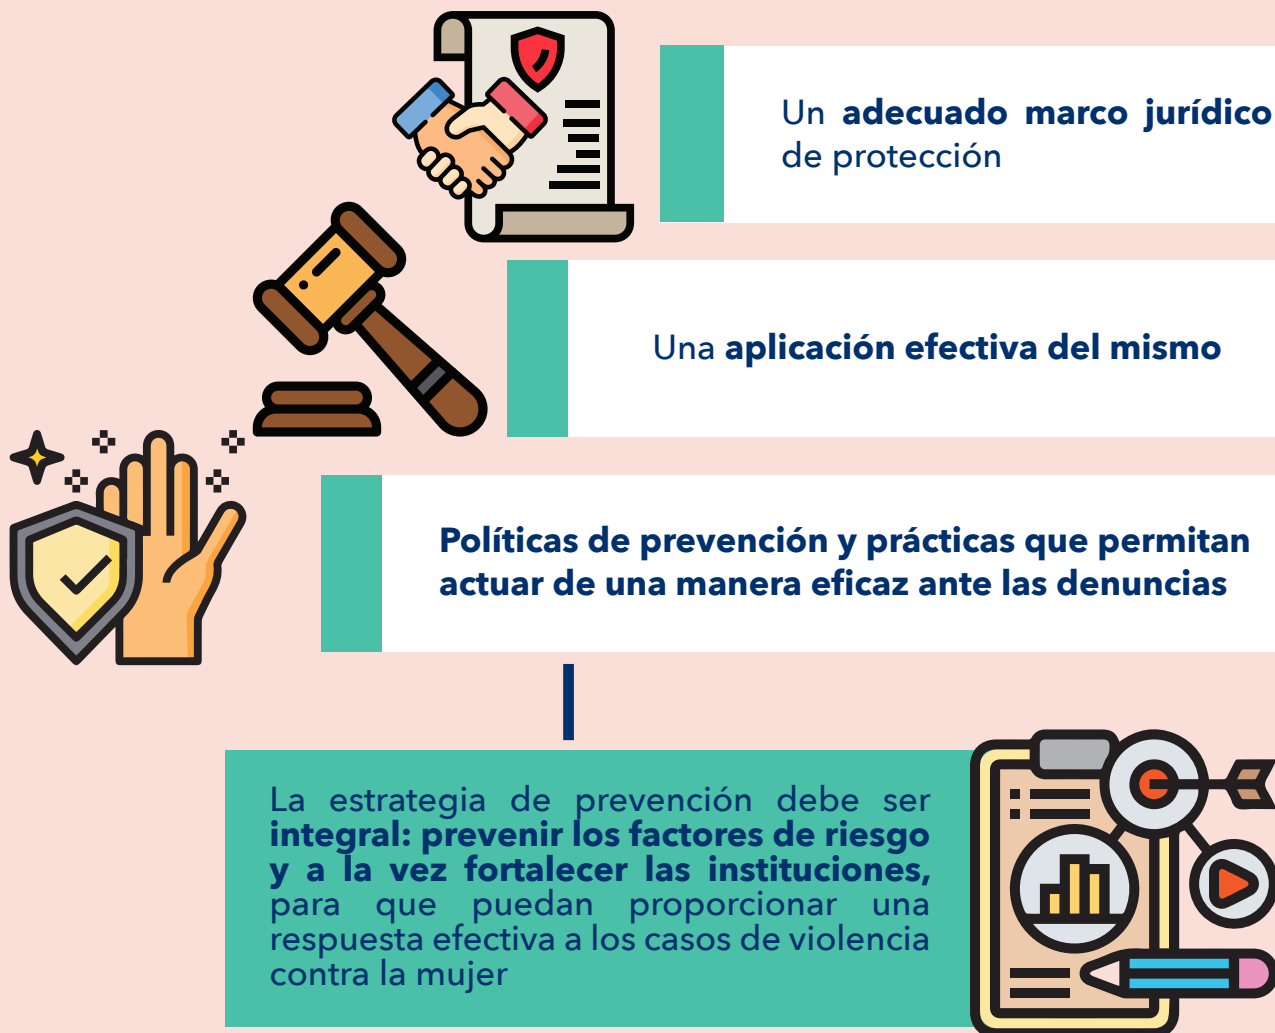 Un adecuado marco jurídico
de protección
Una aplicación efectiva del mismo
Políticas de prevención y prácticas que permitan
actuar de una manera eficaz ante las denuncias
La estrategia de prevención debe ser
integral: prevenir los factores de riesgo
y a la vez fortalecer las instituciones,
para que puedan proporcionar una
respuesta efectiva a los casos de violencia
contra la mujer